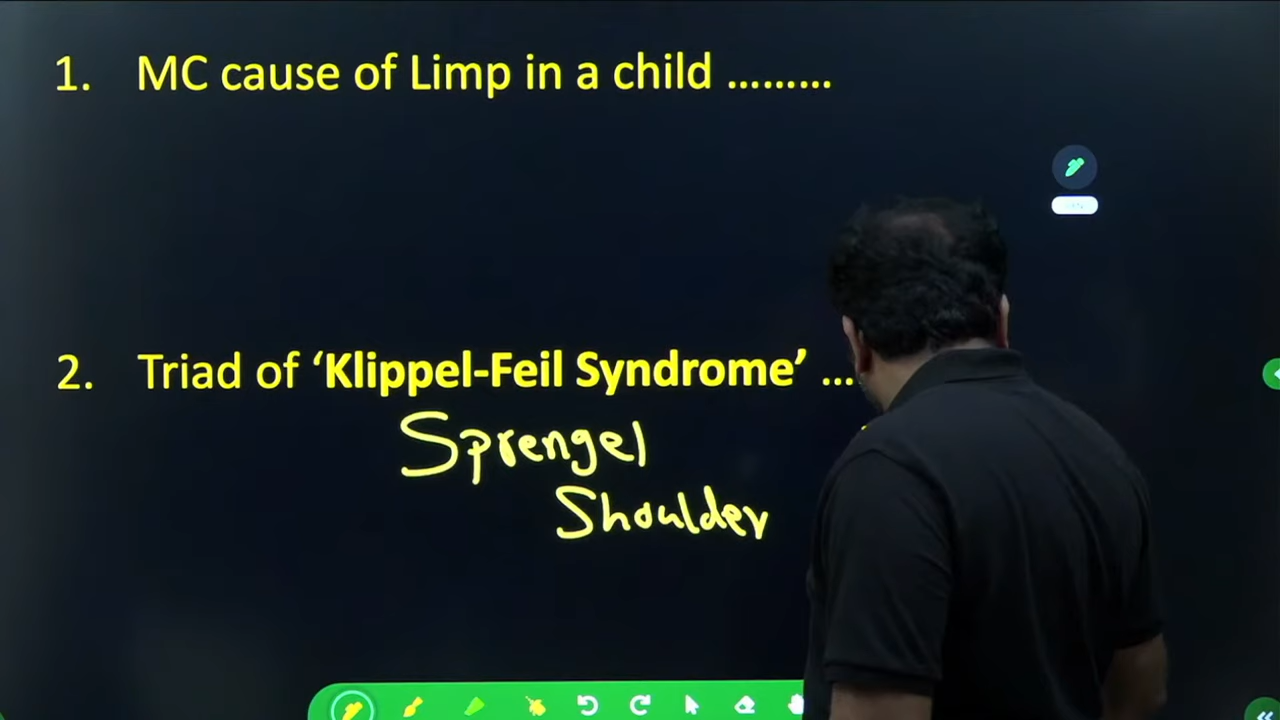 1. MC cause of Limp in a child .........
2. Triad of ‘Klippel-Feil Syndrome’ ...
Sprengel
Shoulder